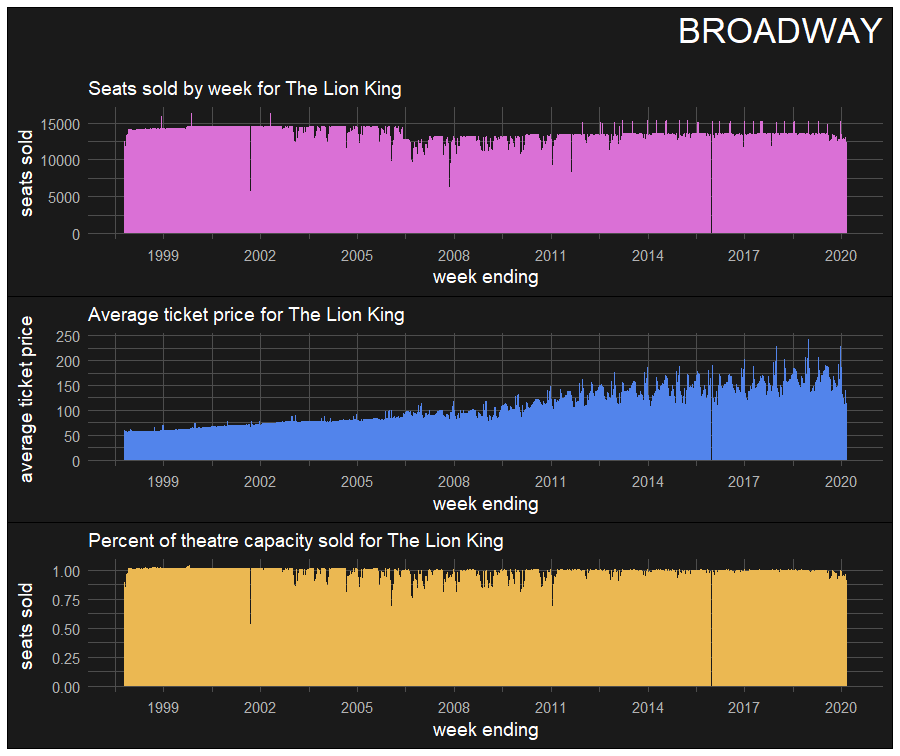 BROADWAY
Seats sold by week for The Lion King
seats sold
15000
10000
5000
0
1999 2002 2005 2008 2011 2014 2017 2020
week ending
Average ticket price for The Lion King
average ticket price
250
200
150
100
50
0
1999 2002 2005 2008 2011 2014 2017 2020
week ending
Percent of theatre capacity sold for The Lion King
seats sold
1.00
0.75
0.50
0.25
0.00
1999 2002 2005 2008 2011 2014 2017 2020
week ending